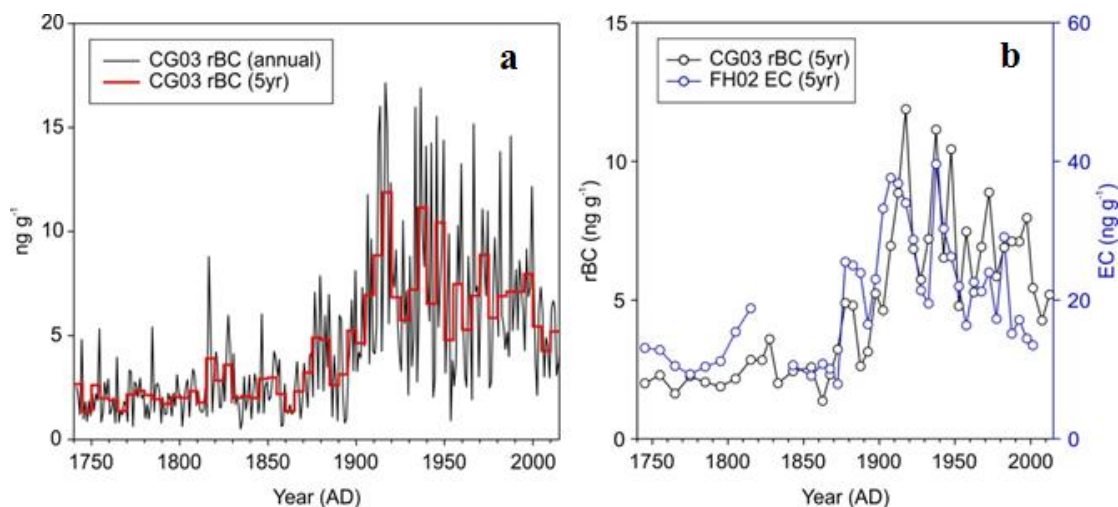 20
15
10
5
0
ng g⁻¹
CG03 rBC (annual)
CG03 rBC (5yr)
a
1750 1800 1850 1900 1950 2000
Year (AD)
15
10
5
0
rBC (ng g⁻¹)
CG03 rBC (5yr)
FH02 EC (5yr)
b
60
40
20
0
EC (ng g⁻¹)
1750 1800 1850 1900 1950 2000
Year (AD)